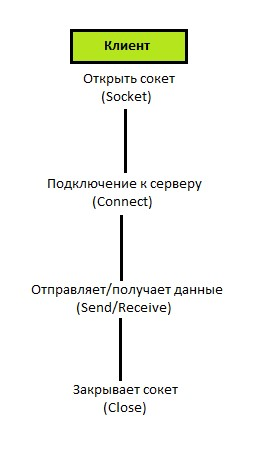 Клиент
Открыть сокет
(Socket)
Подключение к серверу
(Connect)
Отправляет/получает данные
(Send/Receive)
Закрывает сокет
(Close)